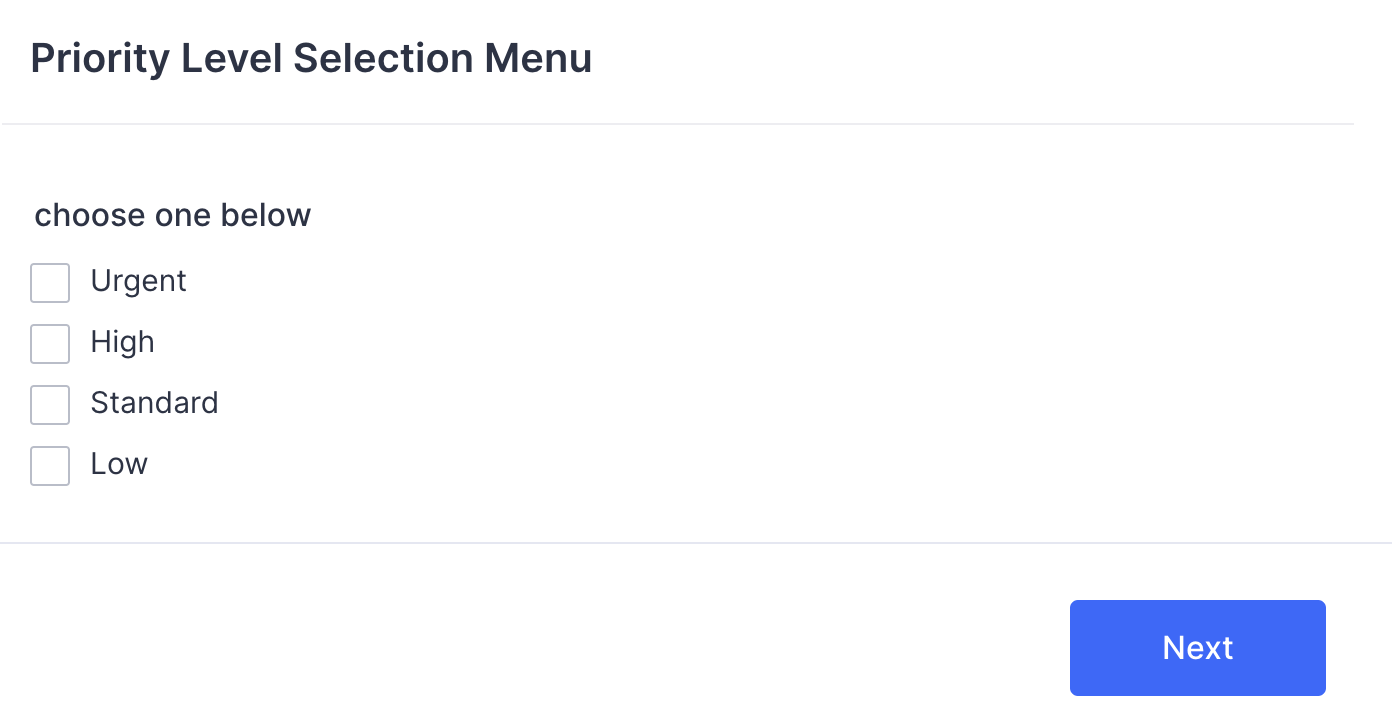 Priority Level Selection Menu
choose one below
Urgent
High
Standard
Low
Next